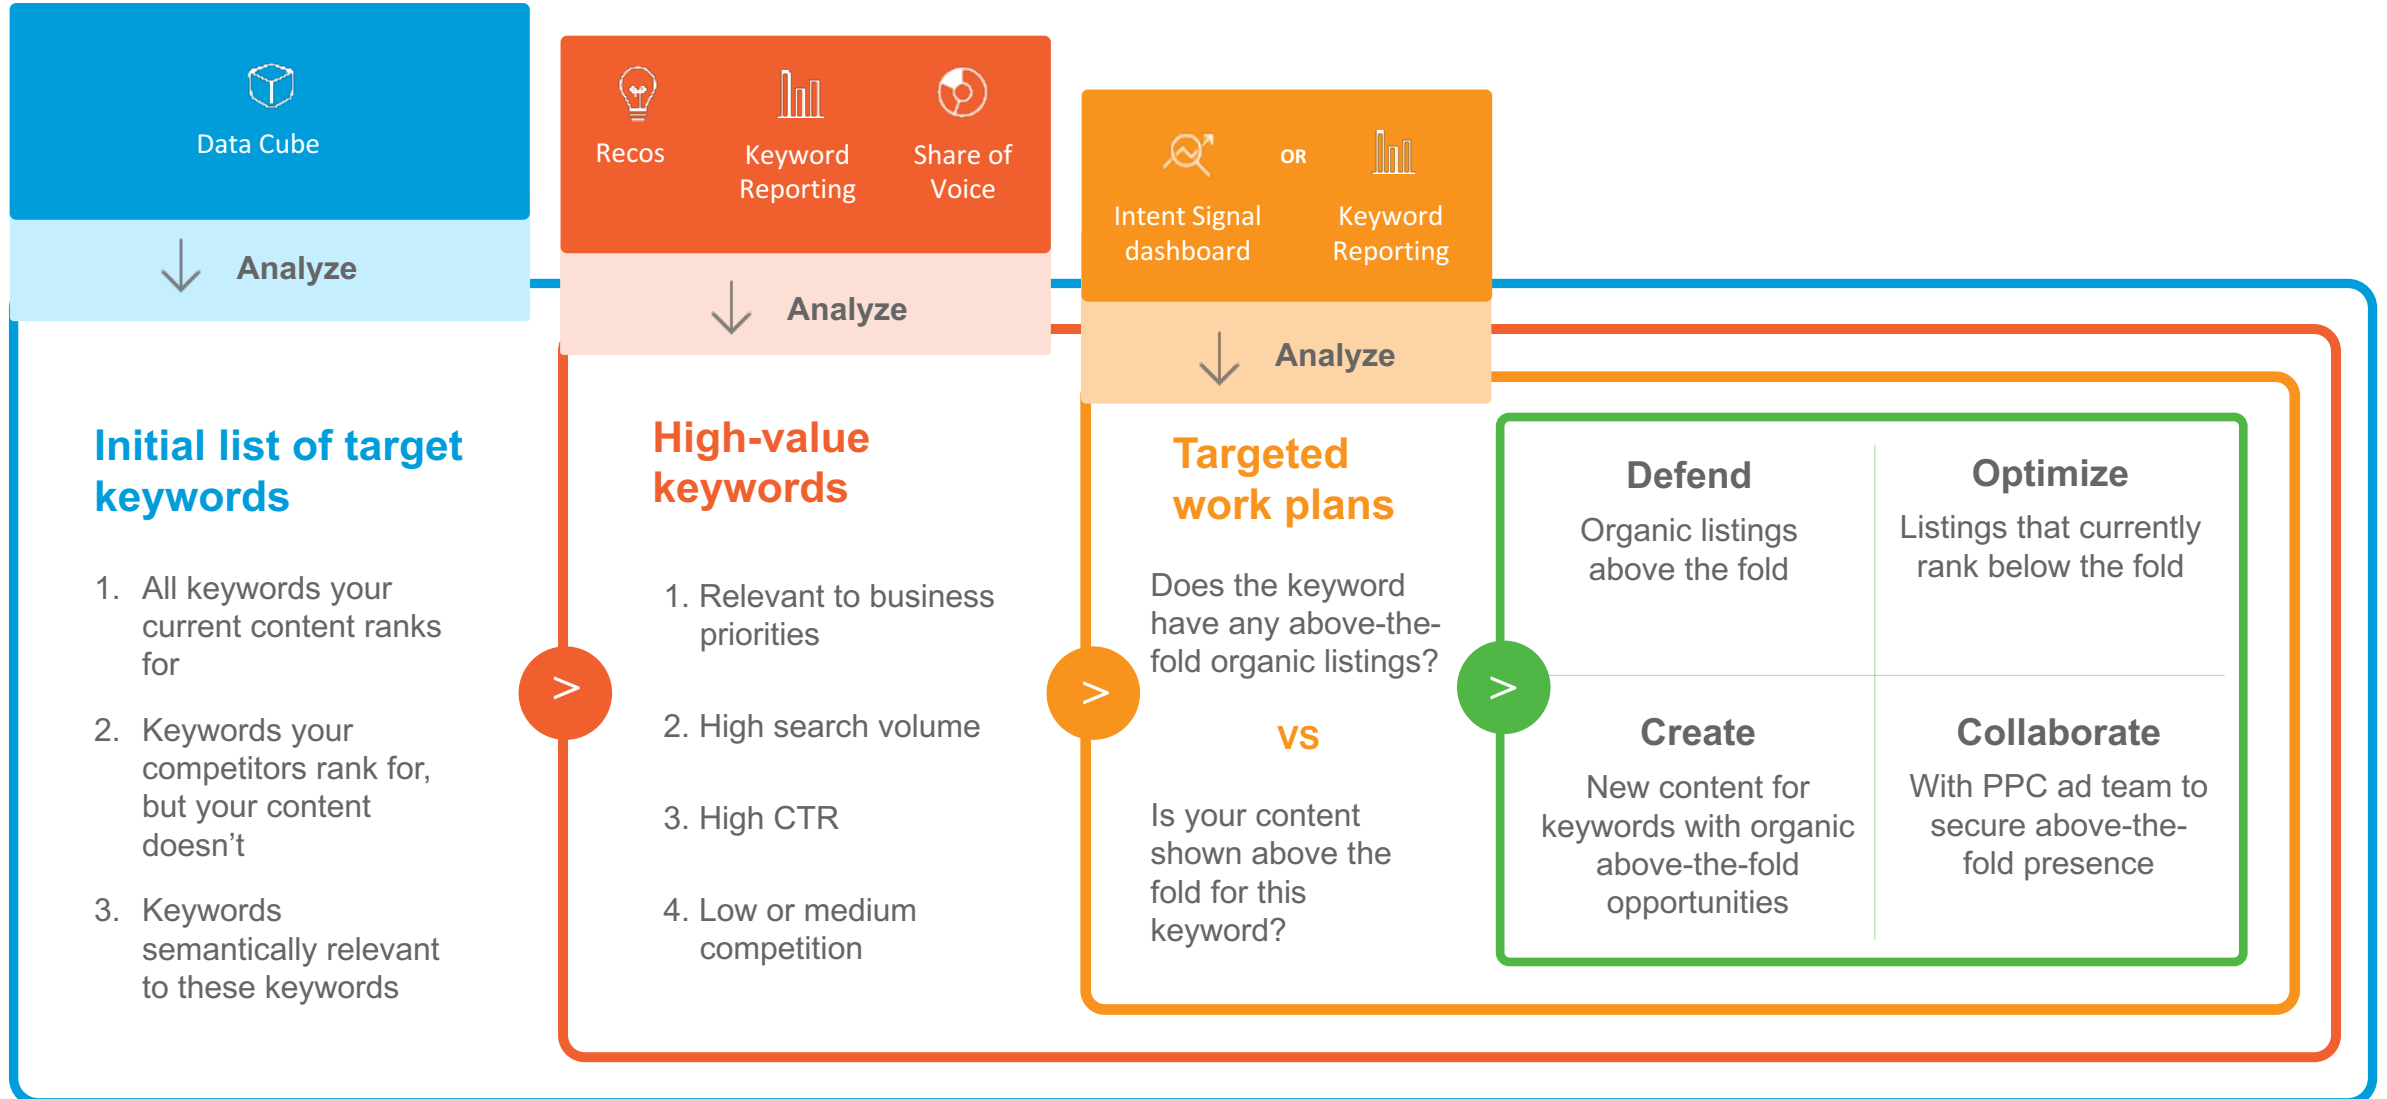 Data Cube
Analyze
Initial list of target
keywords
1. All keywords your
current content ranks
for
2. Keywords your
competitors rank for,
but your content
doesn’t
3. Keywords
semantically relevant
to these keywords
Recos
Keyword
Reporting
Share of
Voice
Analyze
>
High-value
keywords
1. Relevant to business
priorities
2. High search volume
3. High CTR
4. Low or medium
competition
Intent Signal
dashboard
OR
Keyword
Reporting
Analyze
>
Targeted
work plans
Does the keyword
have any above-the-
fold organic listings?
VS
Is your content
shown above the
fold for this
keyword?
>
Defend
Organic listings
above the fold
Optimize
Listings that currently
rank below the fold
Create
New content for
keywords with organic
above-the-fold
opportunities
Collaborate
With PPC ad team to
secure above-the-
fold presence